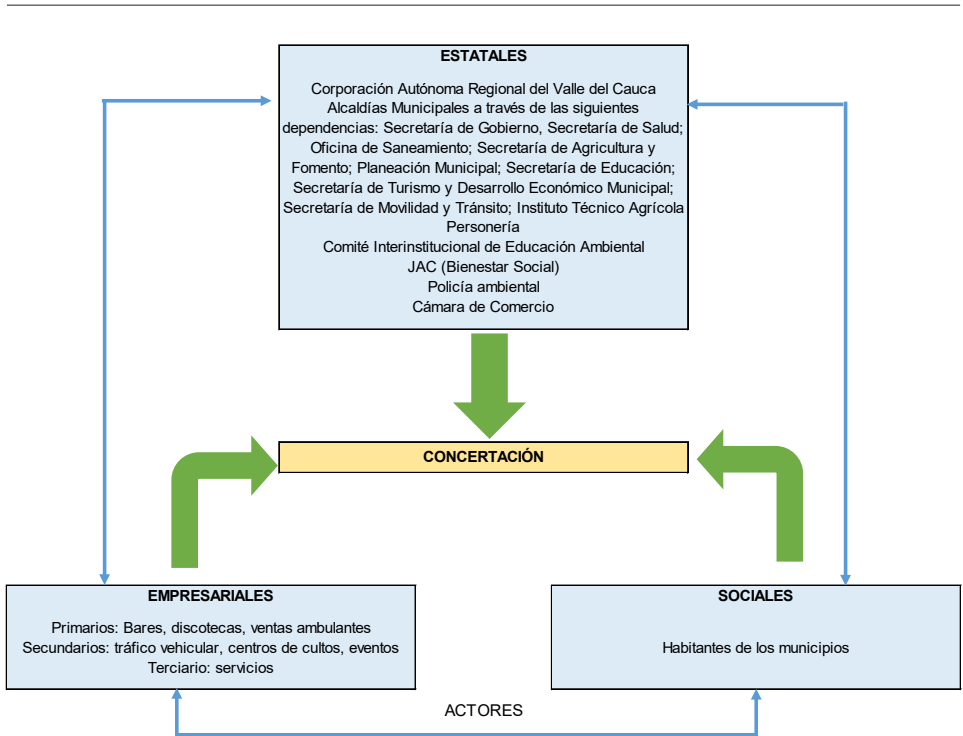 ESTATALES
Corporación Autónoma Regional del Valle del Cauca
Alcaldías Municipales a través de las siguientes
dependencias: Secretaría de Gobierno, Secretaría de Salud;
Oficina de Saneamiento; Secretaría de Agricultura y
Fomento; Planeación Municipal; Secretaría de Educación;
Secretaría de Turismo y Desarrollo Económico Municipal;
Secretaría de Movilidad y Tránsito; Instituto Técnico Agrícola
Personería
Comité Interinstitucional de Educación Ambiental
JAC (Bienestar Social)
Policía ambiental
Cámara de Comercio
CONCERTACIÓN
EMPRESARIALES
Primarios: Bares, discotecas, ventas ambulantes
Secundarios: tráfico vehicular, centros de cultos, eventos
Terciario: servicios
SOCIALES
Habitantes de los municipios
ACTORES